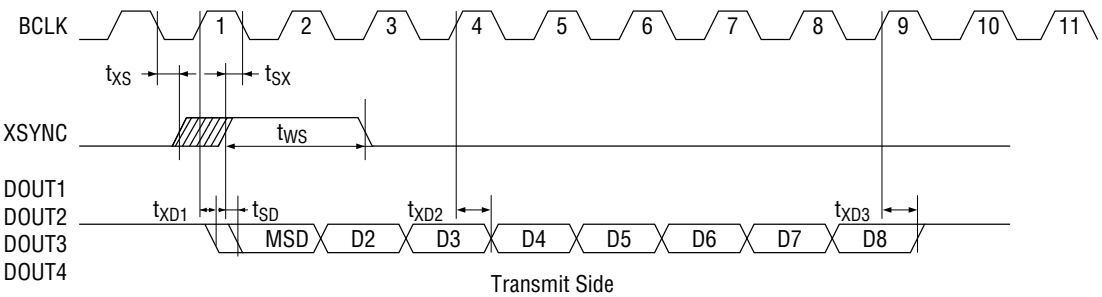 BCLK 1 2 3 4 5 6 7 8 9 10 11
tXS tSX
XSYNC tWS
DOUT1
DOUT2 tXD1 tSD tXD2 tXD3
DOUT3 MSD D2 D3 D4 D5 D6 D7 D8
DOUT4
Transmit Side